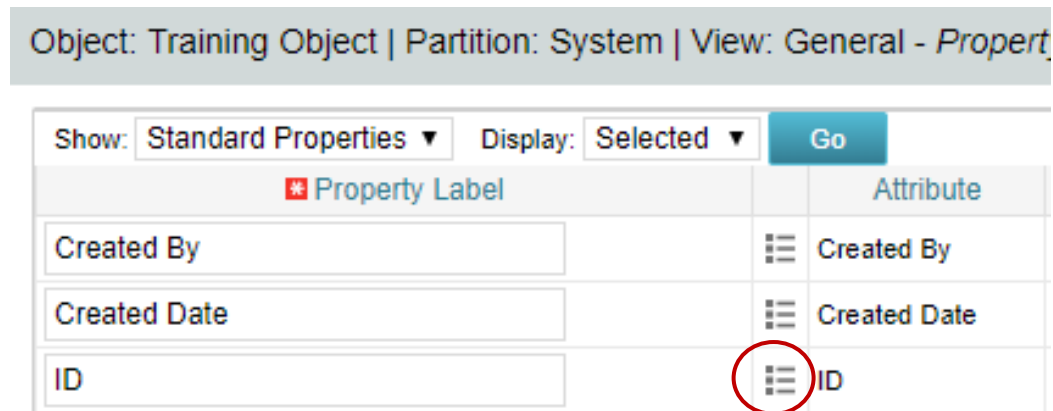 Object: Training Object | Partition: System | View: General - Property
Show: Standard Properties ▼ Display: Selected ▼ Go
* Property Label Attribute
Created By Created By
Created Date Created Date
ID ID